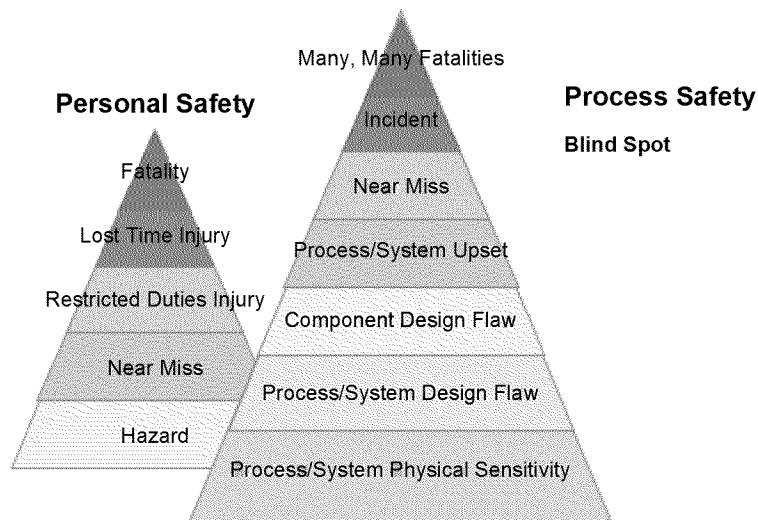 Personal Safety
Fatality
Lost Time Injury
Restricted Duties Injury
Near Miss
Hazard
Many, Many Fatalities
Incident
Near Miss
Process/System Upset
Component Design Flaw
Process/System Design Flaw
Process/System Physical Sensitivity
Process Safety
Blind Spot